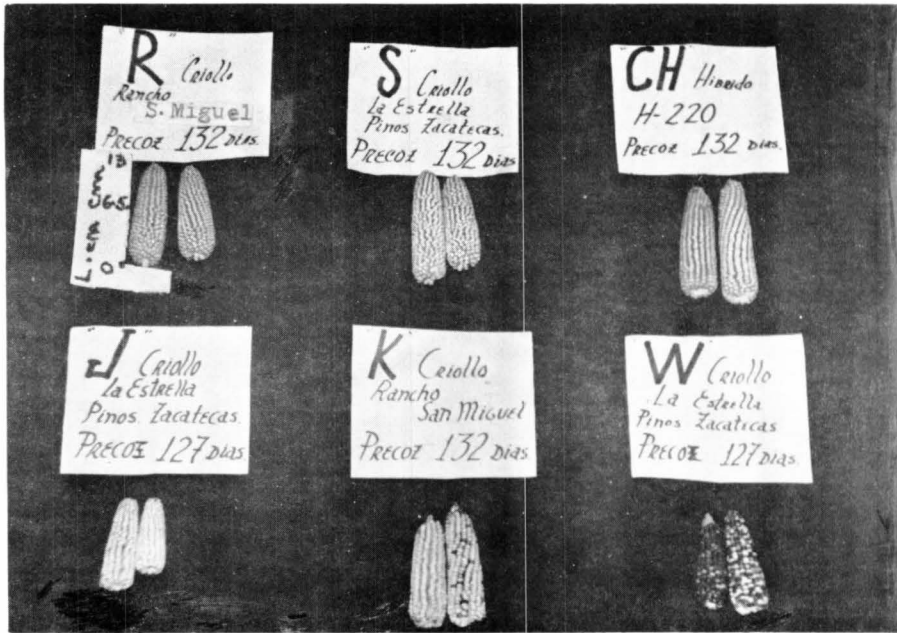 "R" Criollo
Rancho
S. Miguel
PRECOZ 132 DIAS.
"S" Criollo
La Estrella
Pinos Zacatecas.
PRECOZ 132 DIAS
"CH" Hibrido
H-220
PRECOZ 132 DIAS.
13
"J" Criollo
La Estrella
Pinos. Zacatecas.
PRECOZ 127 Dias
"K" Criollo
Rancho
San Miguel
PRECOZ 132 DIAS
"W" Criollo
La Estrella
Pinos Zacatecas
PRECOZ 127 DIAS.